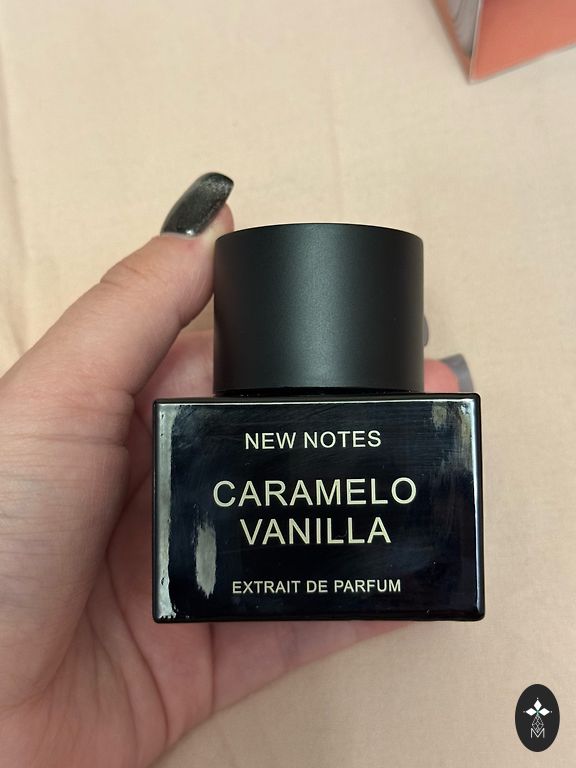 NEW NOTES
CARAMELO
VANILLA
EXTRAIT DE PARFUM
M